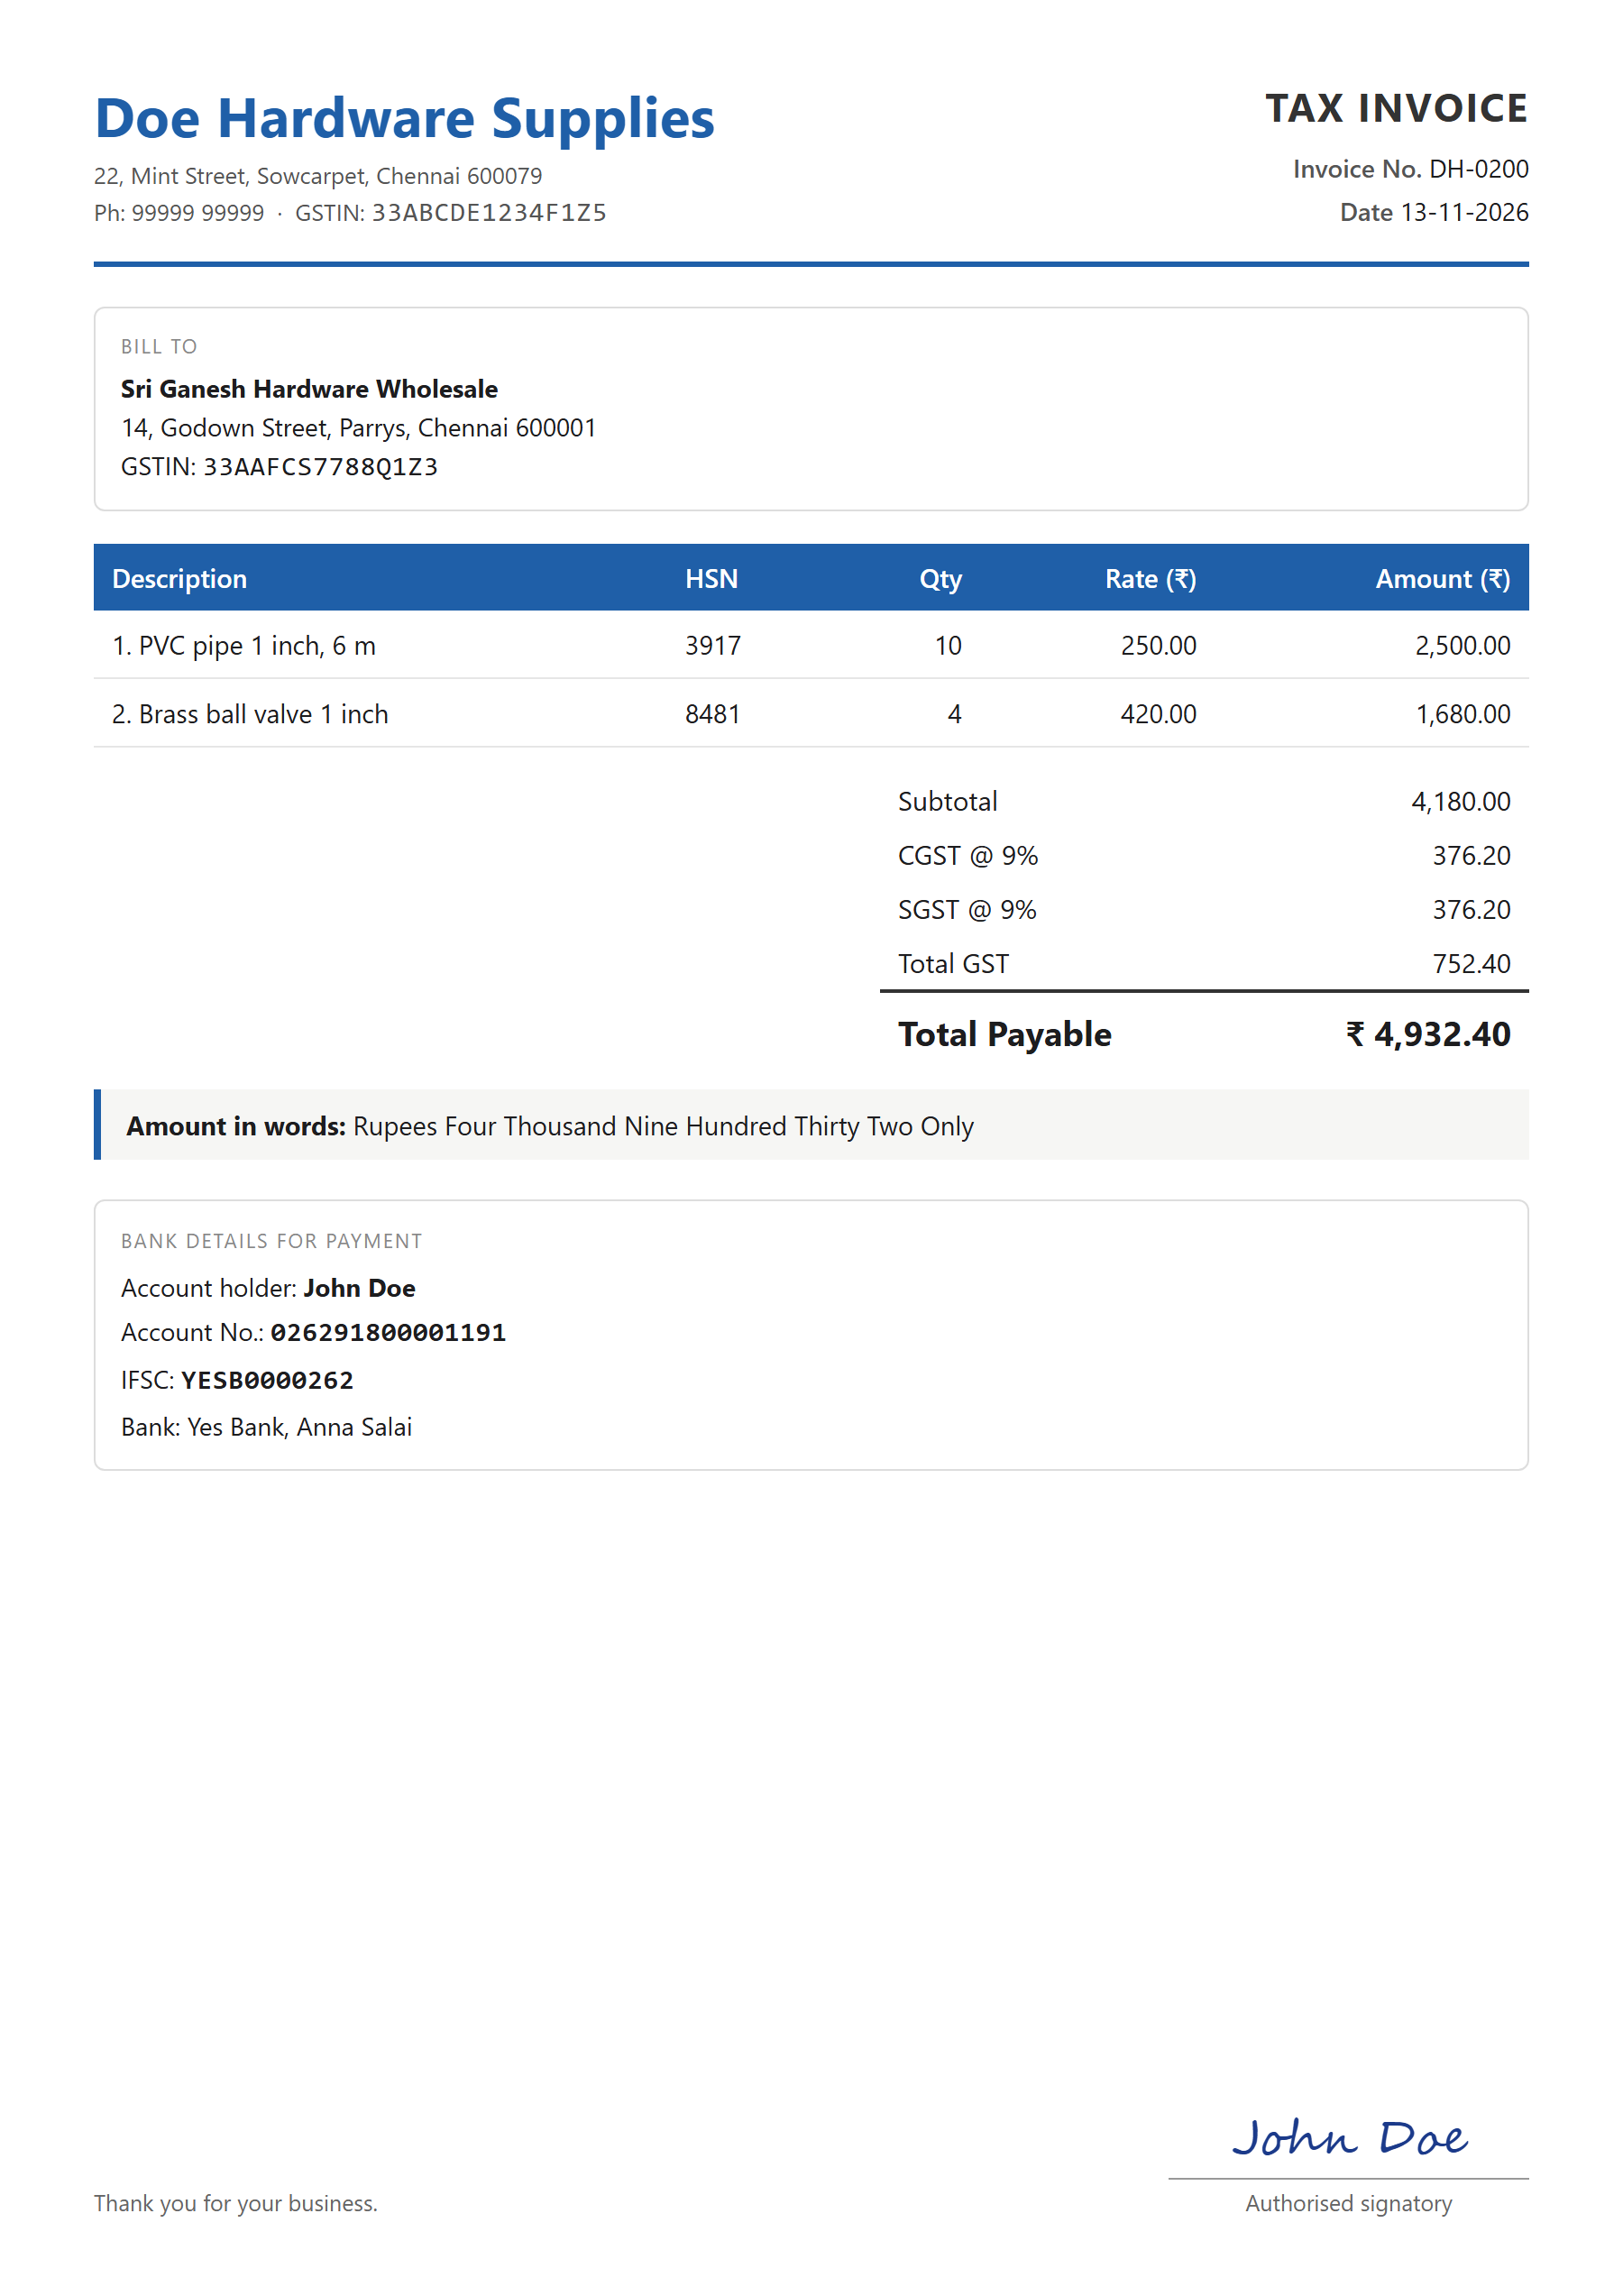 Doe Hardware Supplies
22, Mint Street, Sowcarpet, Chennai 600079
Ph: 99999 99999 · GSTIN: 33ABCDE1234F1Z5
TAX INVOICE
Invoice No. DH-0200
Date 13-11-2026
BILL TO
Sri Ganesh Hardware Wholesale
14, Godown Street, Parrys, Chennai 600001
GSTIN: 33AAFCS7788Q1Z3
Description HSN Qty Rate (₹) Amount (₹)
1. PVC pipe 1 inch, 6 m 3917 10 250.00 2,500.00
2. Brass ball valve 1 inch 8481 4 420.00 1,680.00
Subtotal 4,180.00
CGST @ 9% 376.20
SGST @ 9% 376.20
Total GST 752.40
Total Payable ₹ 4,932.40
Amount in words: Rupees Four Thousand Nine Hundred Thirty Two Only
BANK DETAILS FOR PAYMENT
Account holder: John Doe
Account No.: 026291800001191
IFSC: YESB0000262
Bank: Yes Bank, Anna Salai
John Doe
Thank you for your business.
Authorised signatory